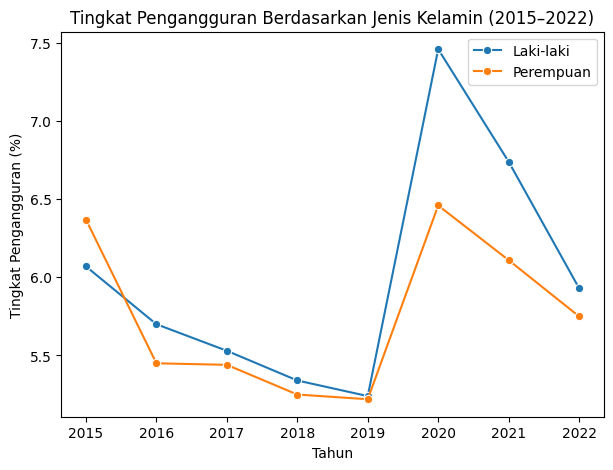 Tingkat Pengangguran Berdasarkan Jenis Kelamin (2015–2022)
Laki-laki
Perempuan
Tingkat Pengangguran (%)
7.5
7.0
6.5
6.0
5.5
2015 2016 2017 2018 2019 2020 2021 2022
Tahun